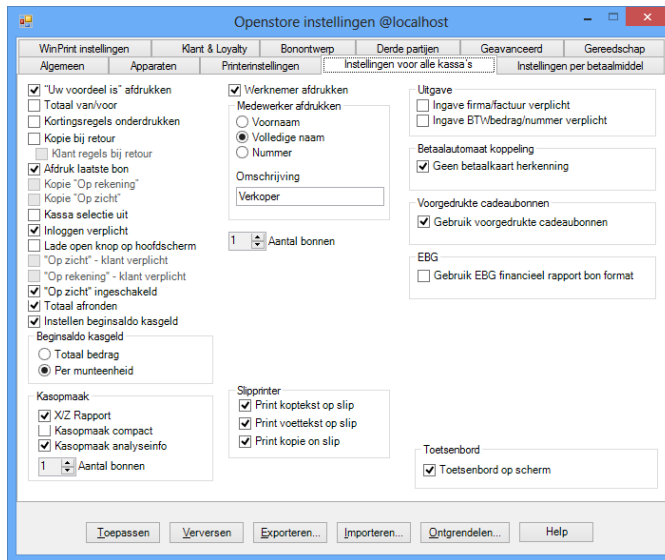 Openstore instellingen @localhost
WinPrint instellingen
Klant & Loyalty
Bonontwerp
Derde partijen
Geavanceerd
Gereedschap
Algemeen
Apparaten
Printerinstellingen
Instellingen voor alle kassa's
Instellingen per betaalmiddel
"Uw voordeel is" afdrukken
Totaal van/voor
Kortingsregels onderdrukken
Kopie bij retour
Klant regels bij retour
Afdruk laatste bon
Kopie "Op rekening"
Kopie "Op zicht"
Kassa selectie uit
Inloggen verplicht
Lade open knop op hoofdscherm
"Op zicht" - klant verplicht
"Op rekening" - klant verplicht
"Op zicht" ingeschakeld
Totaal afronden
Instellen beginsaldo kasgeld
Beginsaldo kasgeld
Totaal bedrag
Per munteenheid
Kasopmaak
X/Z Rapport
Kasopmaak compact
Kasopmaak analyseinfo
1 Aantal bonnen
Werknemer afdrukken
Medewerker afdrukken
Voornaam
Volledige naam
Nummer
Omschrijving
Verkoper
1 Aantal bonnen
Slipprinter
Print koptekst op slip
Print voettekst op slip
Print kopie on slip
Uitgave
Ingave firma/factuur verplicht
Ingave BTWbedrag/nummer verplicht
Betaalautomaat koppeling
Geen betaalkaart herkenning
Voorgedrukte cadeaubonnen
Gebruik voorgedrukte cadeaubonnen
EBG
Gebruik EBG financieel rapport bon format
Toetsenbord
Toetsenbord op scherm
Toepassen
Verversen
Exporteren...
Importeren...
Ontgrendelen...
Help